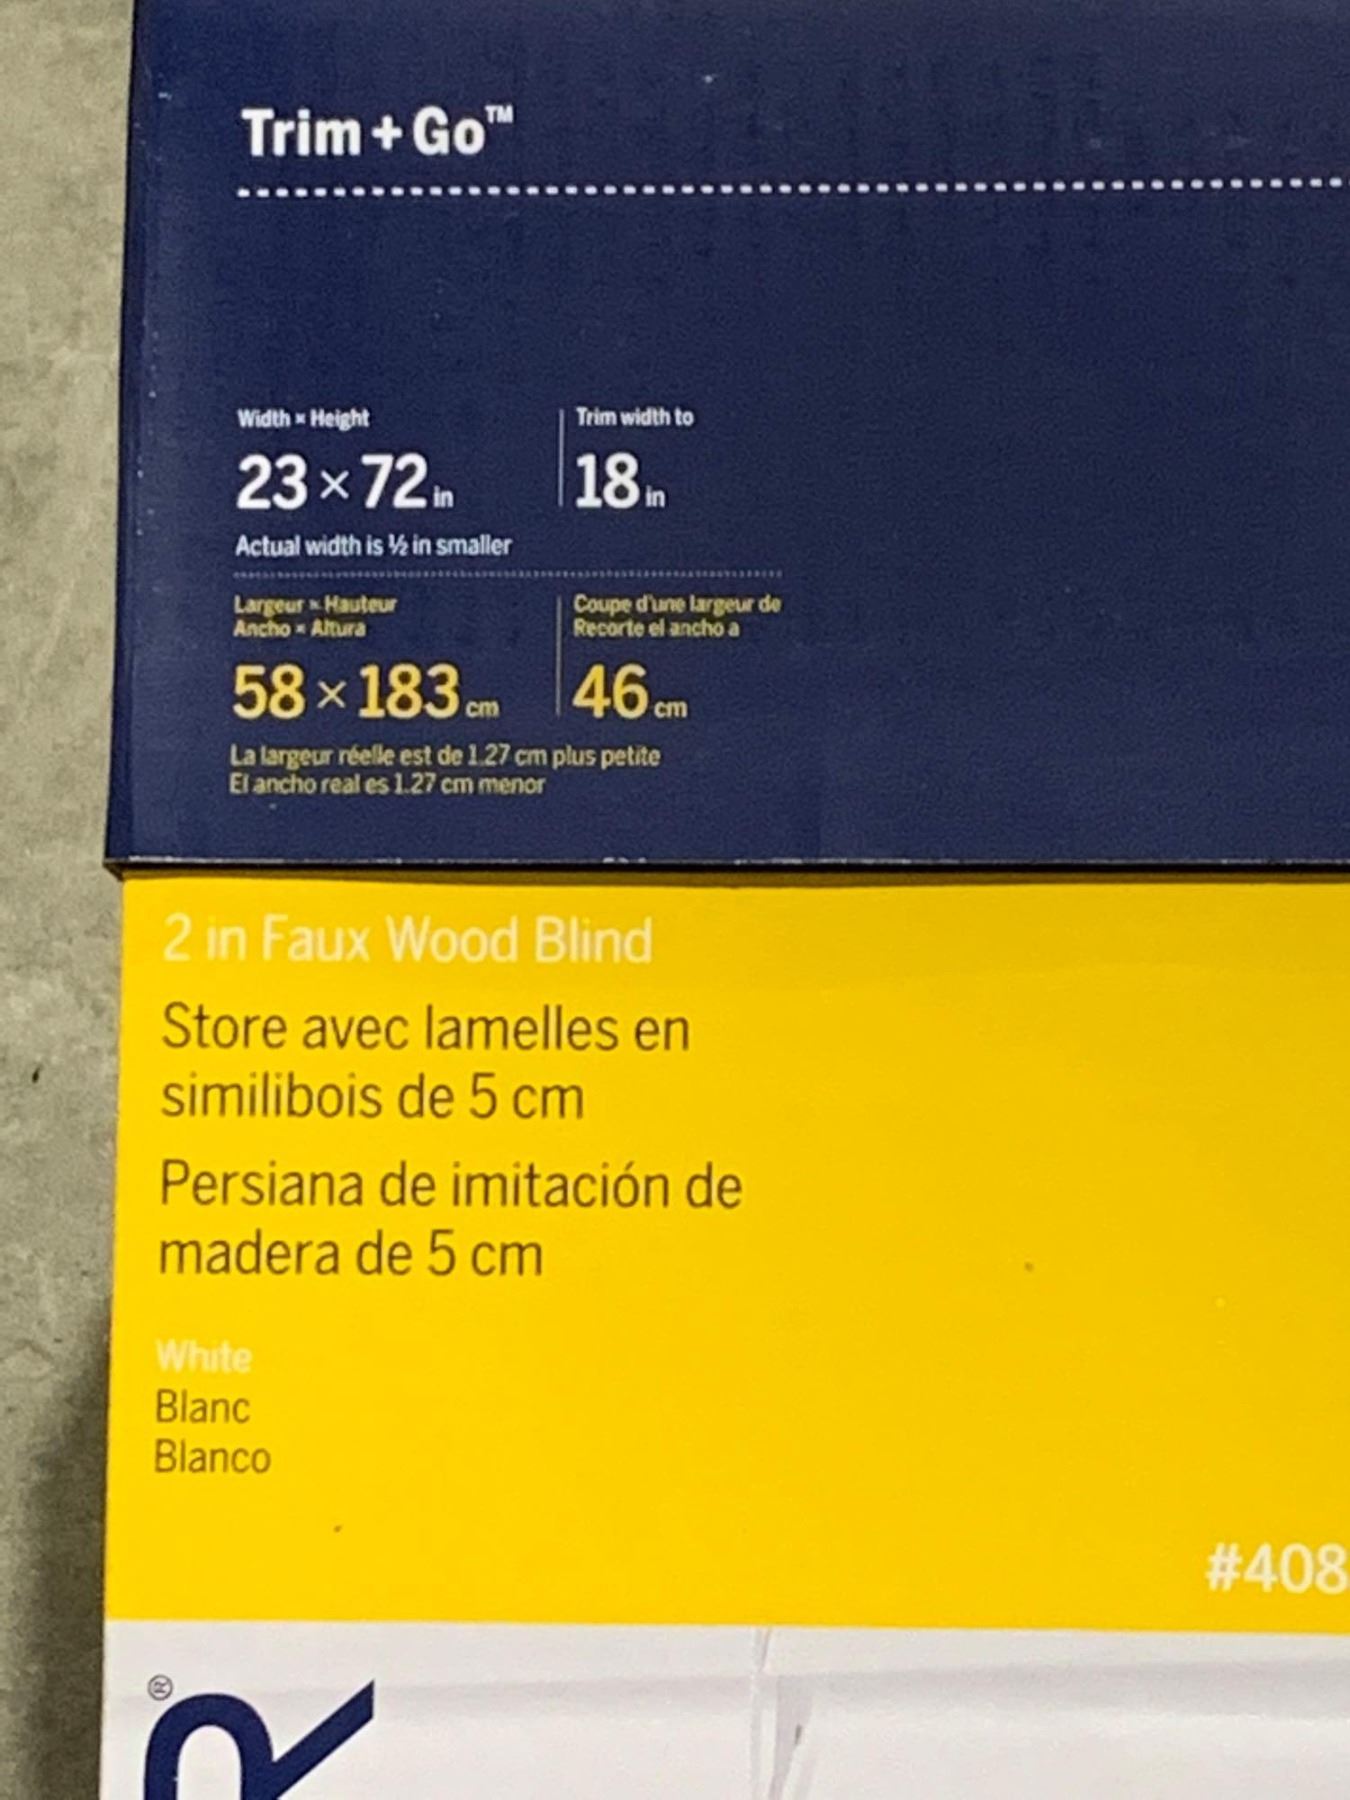 Trim + Go™
Width × Height
23 × 72 in
Actual width is ½ in smaller
Trim width to
18 in
Largeur × Hauteur
Ancho × Altura
58 × 183 cm
Coupe d'une largeur de
Recorte el ancho a
46 cm
La largeur réelle est de 1.27 cm plus petite
El ancho real es 1.27 cm menor
2 in Faux Wood Blind
Store avec lamelles en
similibois de 5 cm
Persiana de imitación de
madera de 5 cm
White
Blanc
Blanco
#408
R®